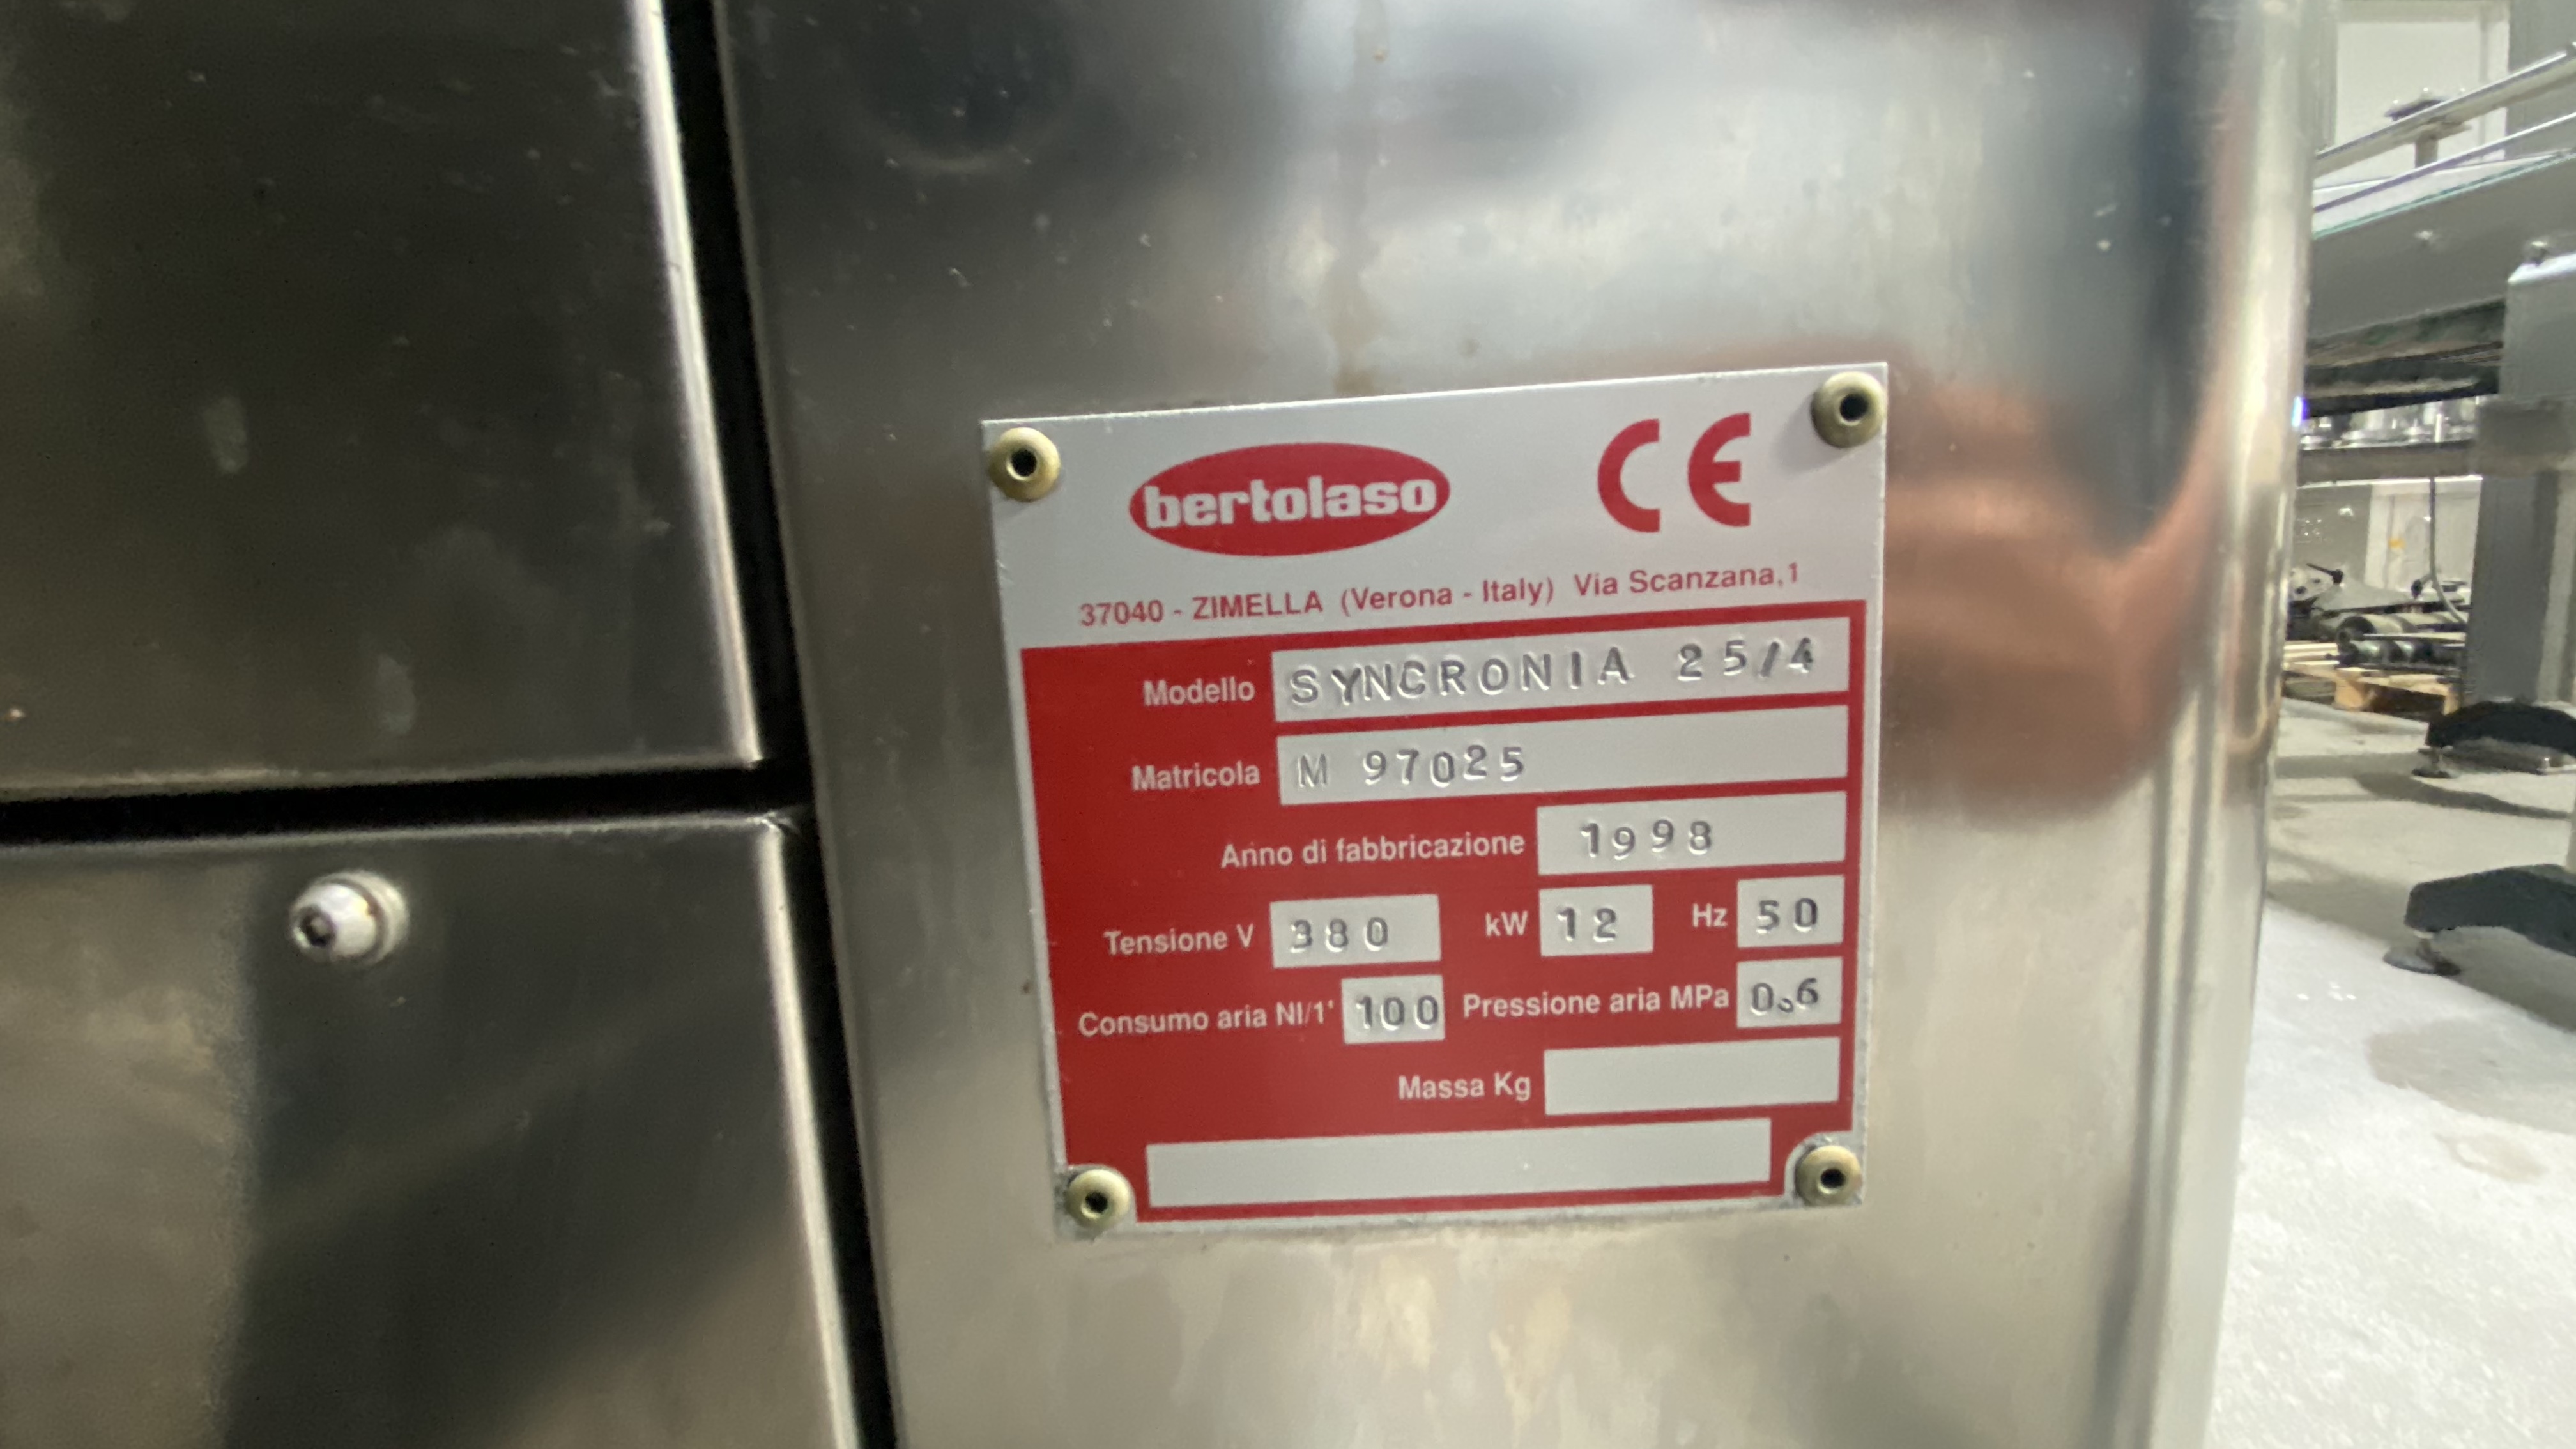 bertolaso CE
37040 - ZIMELLA (Verona - Italy) Via Scanzana,1
Modello SYNCRONIA 25/4
Matricola M 97025
Anno di fabbricazione 1998
Tensione V 380 kW 12 Hz 50
Consumo aria Nl/1' 100 Pressione aria MPa 0.6
Massa Kg